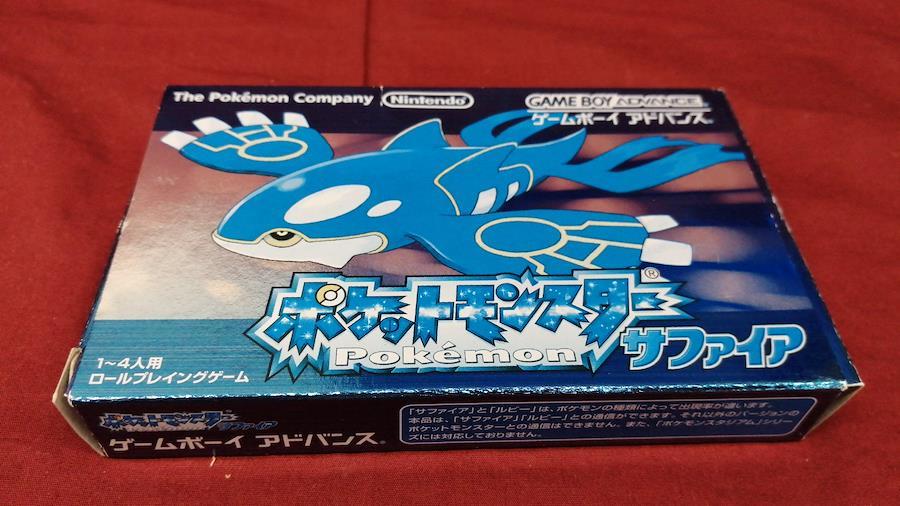 The Pokémon Company Nintendo
GAME BOY ADVANCE
ゲームボーイ アドバンス®
ポケットモンスター®
Pokémon
サファイア
1~4人用
ロールプレイングゲーム
ポケットモンスター サファイア
ゲームボーイ アドバンス®
「サファイア」と「ルビー」は、ポケモンの種類によって出現率が違います。
本品は、「サファイア」「ルビー」との通信ができます。それ以外のバージョンの
ポケットモンスターとの通信はできません。また、「ポケモンスタジアム」シリー
ズには対応しておりません。